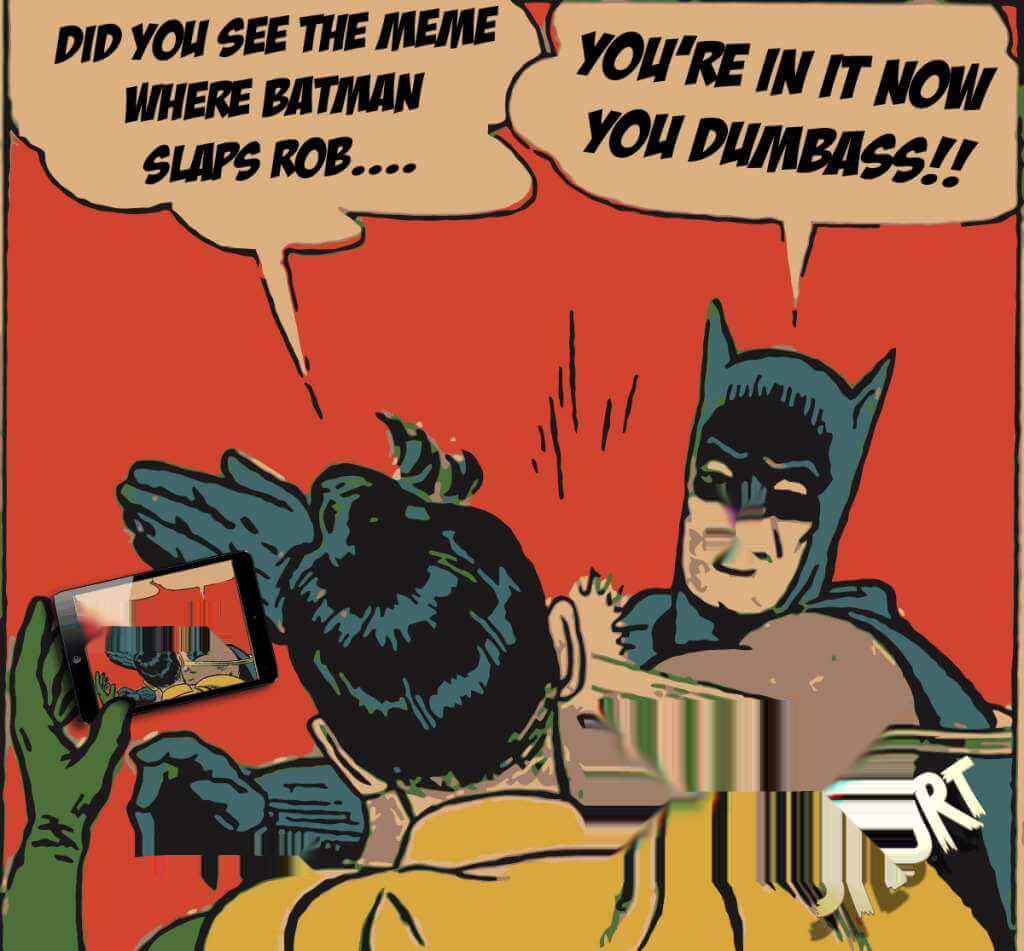 DID YOU SEE THE MEME
WHERE BATMAN
SLAPS ROB....
YOU'RE IN IT NOW
YOU DUMBASS!!